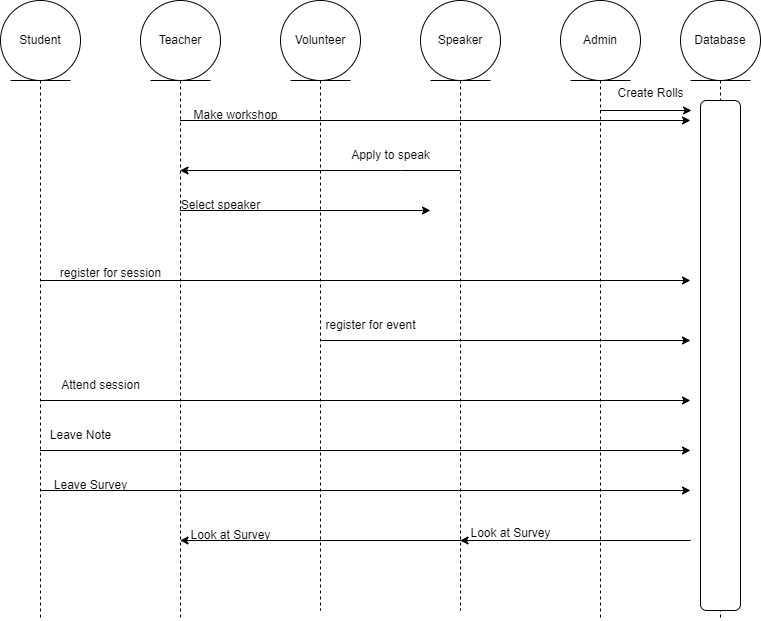 Student
Teacher
Volunteer
Speaker
Admin
Database
Create Rolls
Make workshop
Apply to speak
Select speaker
register for session
register for event
Attend session
Leave Note
Leave Survey
Look at Survey
Look at Survey